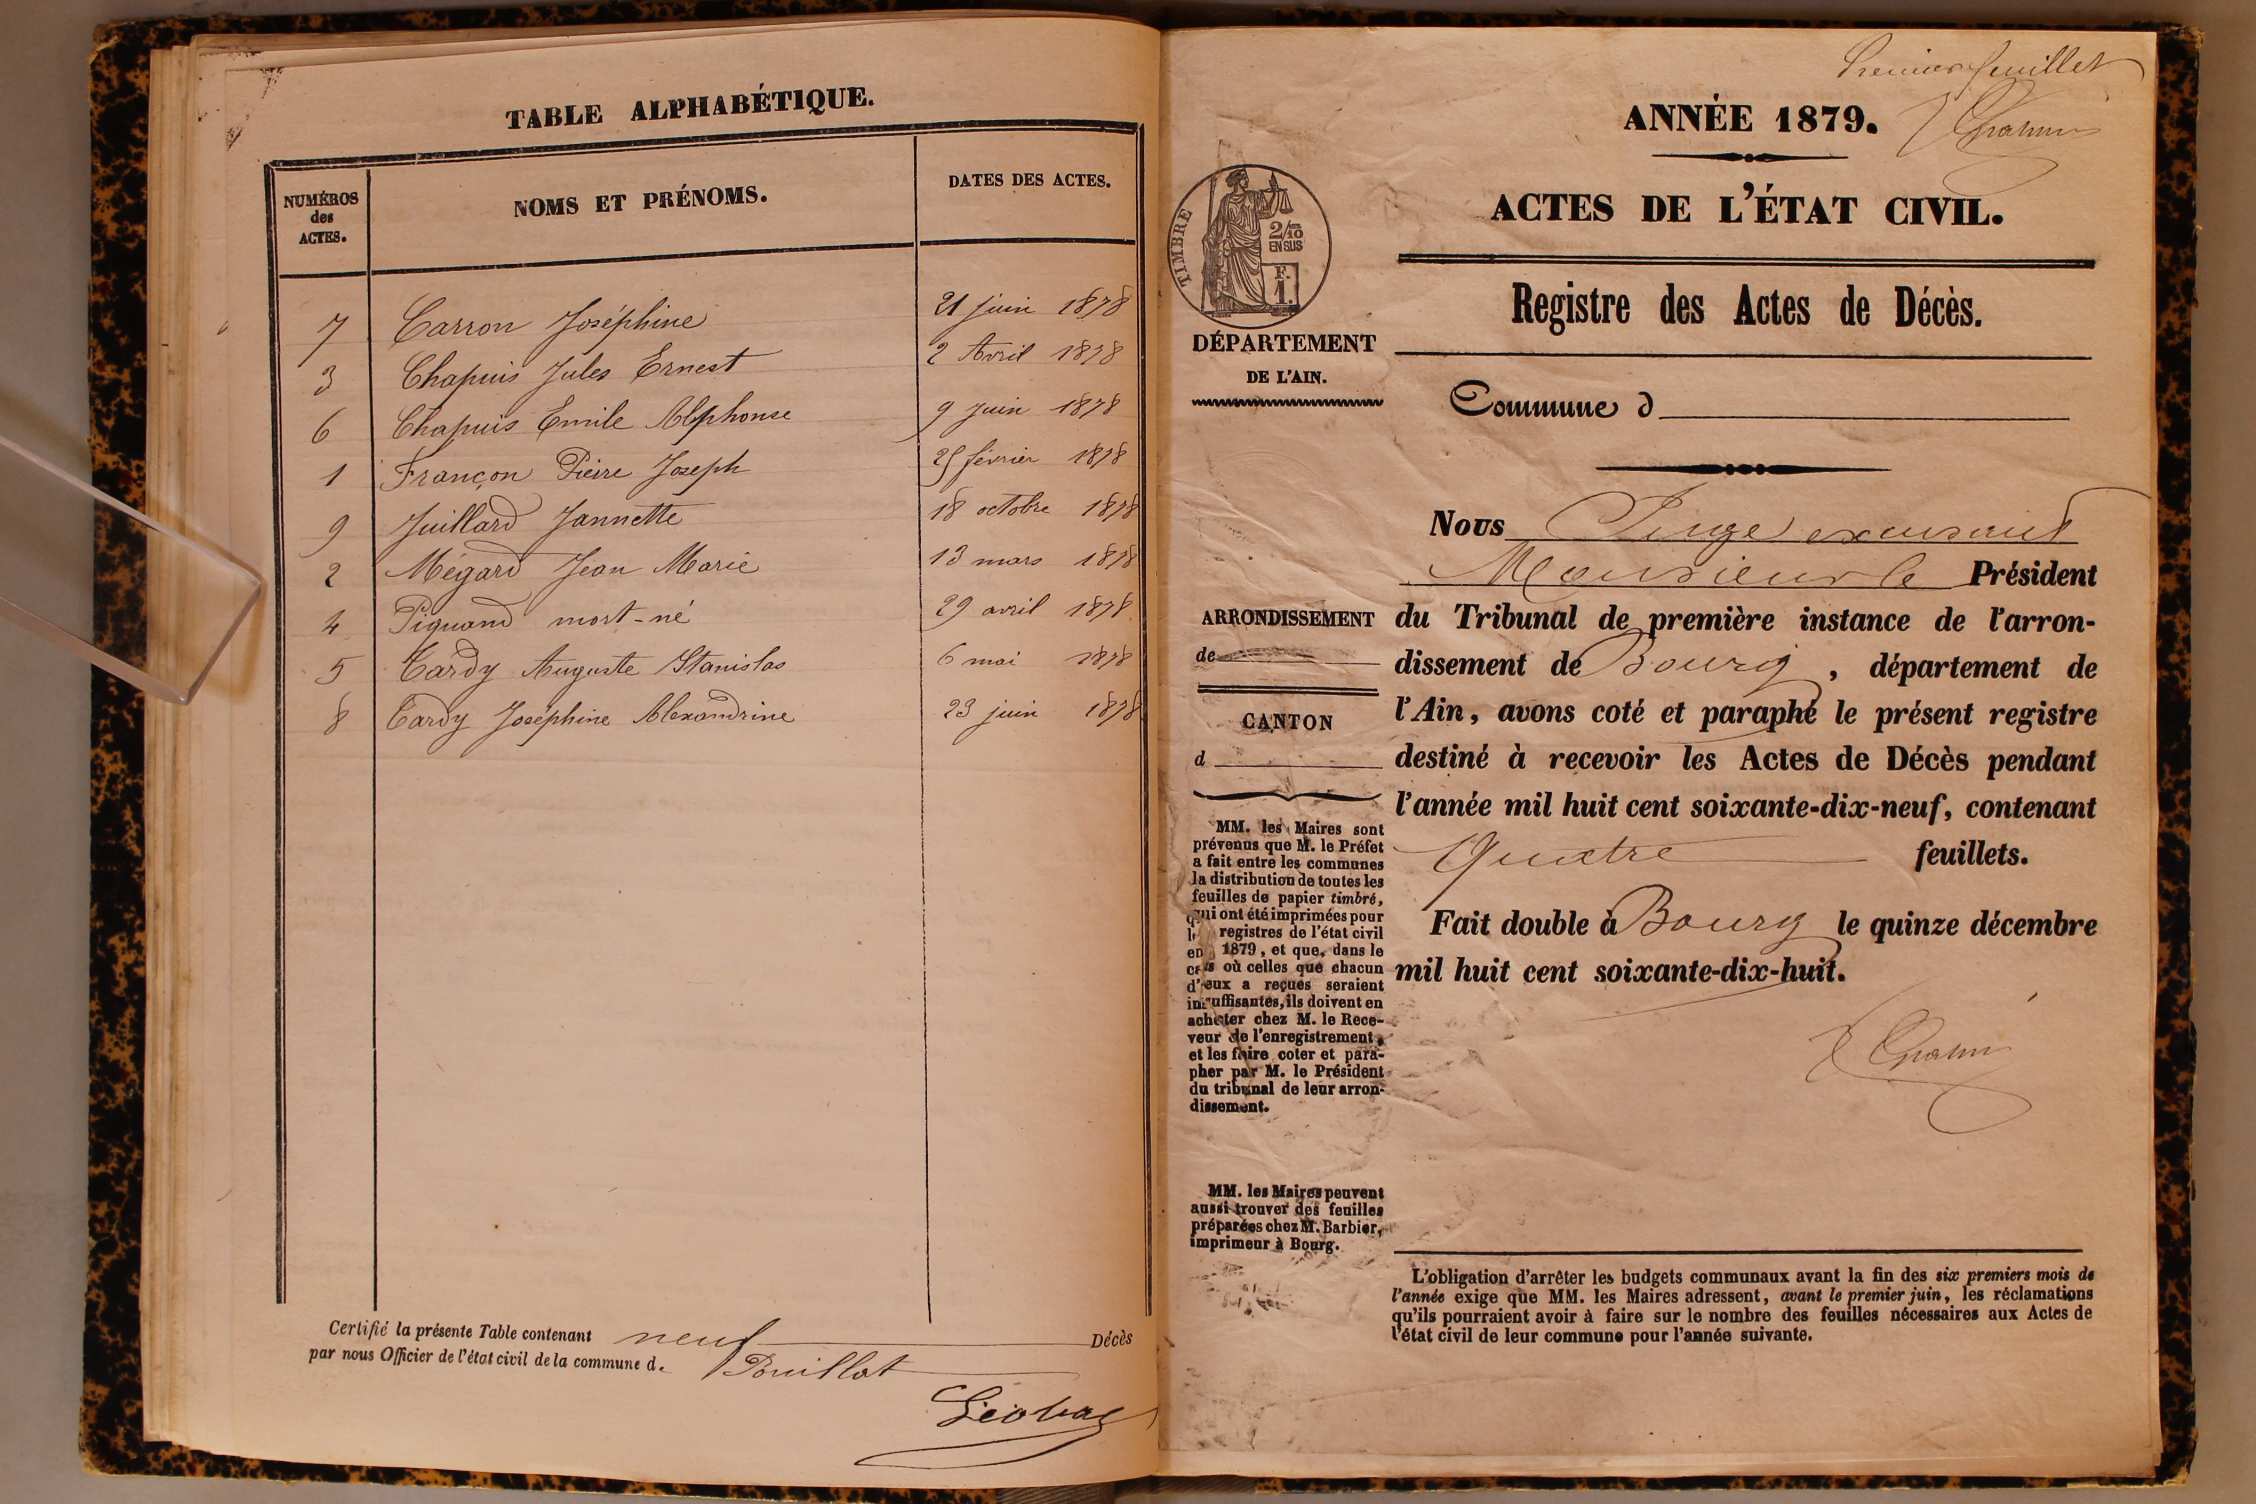 TABLE ALPHABÉTIQUE.
NUMÉROS des ACTES. NOMS ET PRÉNOMS. DATES DES ACTES.
7 Carron Joséphine 21 juin 1878
3 Chapuis Jules Ernest 2 Avril 1878
6 Chapuis Emile Alphonse 9 juin 1878
1 Françon Pierre Joseph 25 février 1878
9 Juillard Jannette 18 octobre 1878
2 Mégard Jean Marie 13 mars 1878
4 Piquand mort-né 29 avril 1878
5 Tardy Auguste Stanislas 6 mai 1878
8 Tardy Joséphine Alexandrine 23 juin 1878
Certifié la présente Table contenant neuf Décès
par nous Officier de l'état civil de la commune d. Pouillat
Premier feuillet
ANNÉE 1879.
ACTES DE L'ÉTAT CIVIL.
Registre des Actes de Décès.
Commune d
TIMBRE
2/10
EN SUS
F.
1.
DÉPARTEMENT
DE L'AIN.
ARRONDISSEMENT
de
CANTON
d
MM. les Maires sont
prévenus que M. le Préfet
a fait entre les communes
la distribution de toutes les
feuilles de papier timbré,
qui ont été imprimées pour
les registres de l'état civil
en 1879, et que, dans le
cas où celles que chacun
d'eux a reçues seraient
insuffisantes, ils doivent en
acheter chez M. le Rece-
veur de l'enregistrement,
et les faire coter et para-
pher par M. le Président
du tribunal de leur arron-
dissement.
MM. les Maires peuvent
aussi trouver des feuilles
préparées chez M. Barbier,
imprimeur à Bourg.
Nous Juge excusant
Monsieur le Président
du Tribunal de première instance de l'arron-
dissement de Bourg, département de
l'Ain, avons coté et paraphé le présent registre
destiné à recevoir les Actes de Décès pendant
l'année mil huit cent soixante-dix-neuf, contenant
Quatre feuillets.
Fait double à Bourg le quinze décembre
mil huit cent soixante-dix-huit.
L'obligation d'arrêter les budgets communaux avant la fin des six premiers mois de
l'année exige que MM. les Maires adressent, avant le premier juin, les réclamations
qu'ils pourraient avoir à faire sur le nombre des feuilles nécessaires aux Actes de
l'état civil de leur commune pour l'année suivante.